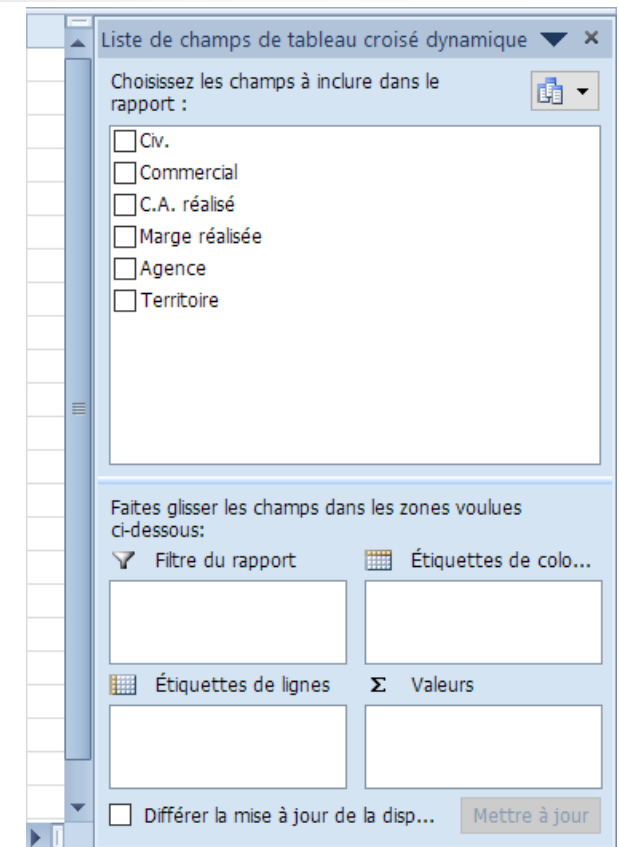 Liste de champs de tableau croisé dynamique
Choisissez les champs à inclure dans le
rapport :
Civ.
Commercial
C.A. réalisé
Marge réalisée
Agence
Territoire
Faites glisser les champs dans les zones voulues
ci-dessous:
Filtre du rapport
Étiquettes de colo...
Étiquettes de lignes
Σ Valeurs
Différer la mise à jour de la disp...
Mettre à jour